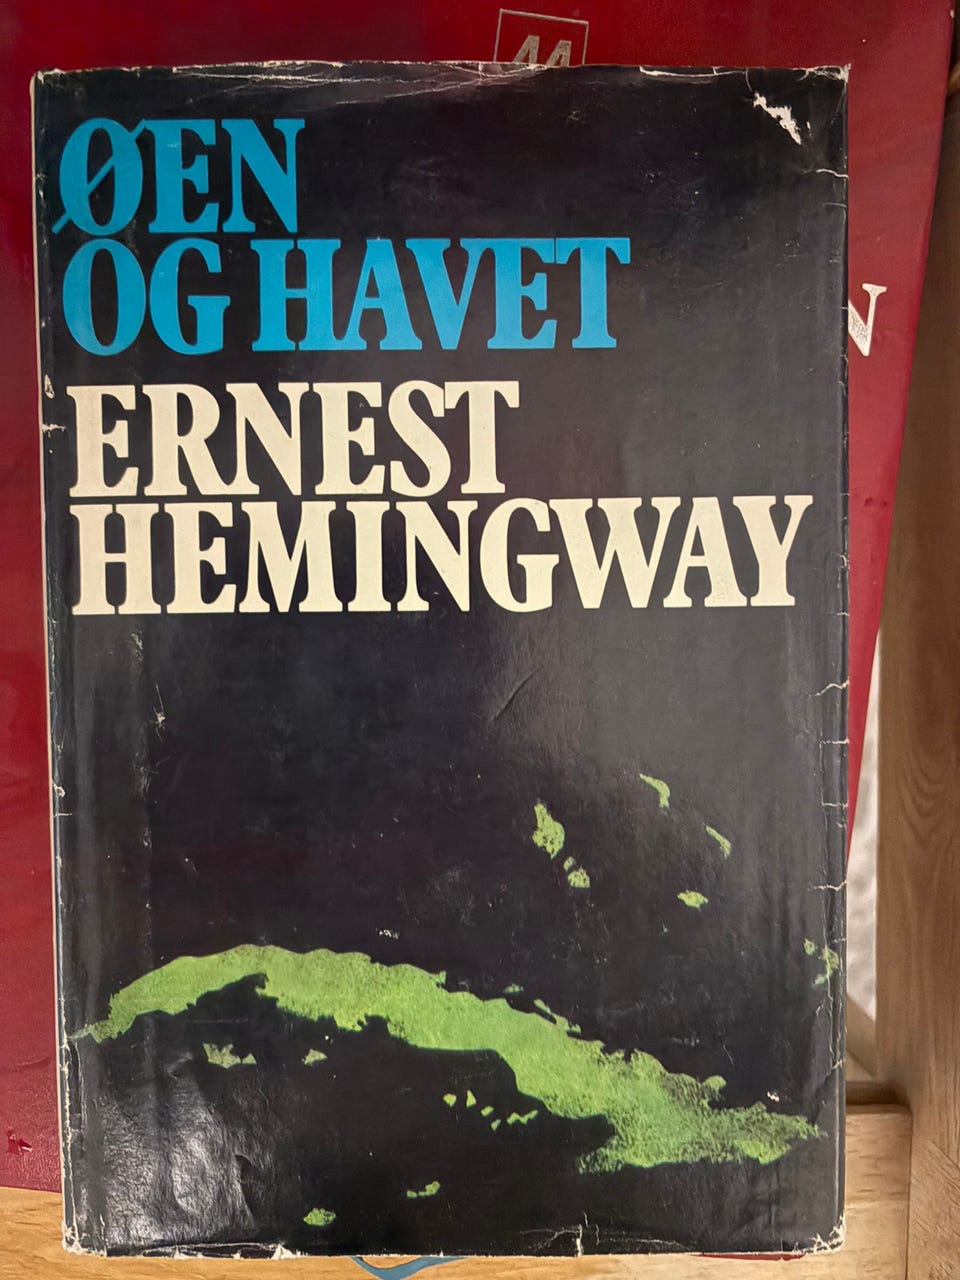 ØEN
OG HAVET
ERNEST
HEMINGWAY
N